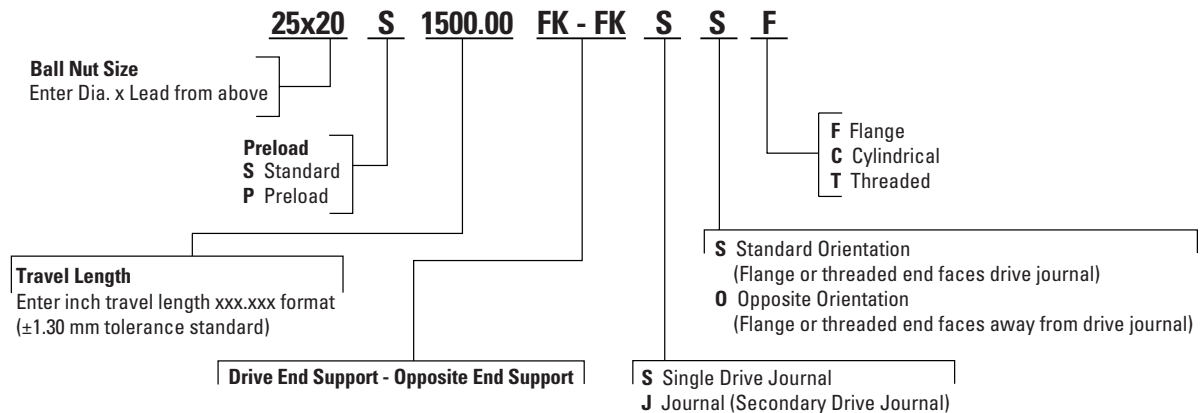 25x20 S 1500.00 FK - FK S S F
Ball Nut Size
Enter Dia. x Lead from above
Preload
S Standard
P Preload
F Flange
C Cylindrical
T Threaded
Travel Length
Enter inch travel length xxx.xxx format
(±1.30 mm tolerance standard)
S Standard Orientation
(Flange or threaded end faces drive journal)
O Opposite Orientation
(Flange or threaded end faces away from drive journal)
Drive End Support - Opposite End Support
S Single Drive Journal
J Journal (Secondary Drive Journal)